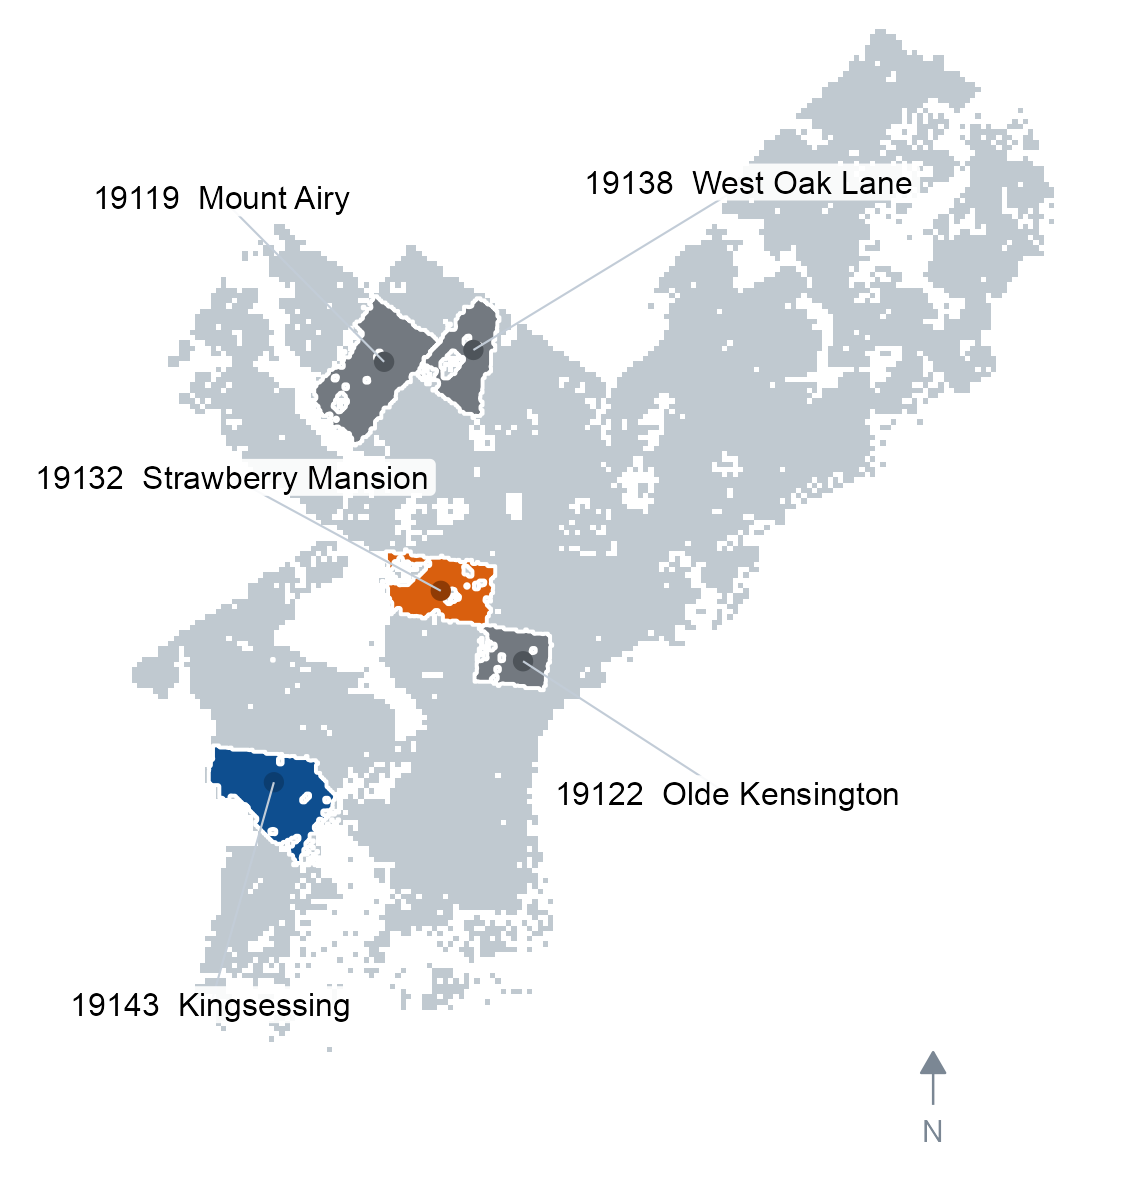 19138  West Oak Lane
19119  Mount Airy
19132  Strawberry Mansion
19122  Olde Kensington
19143  Kingsessing
N